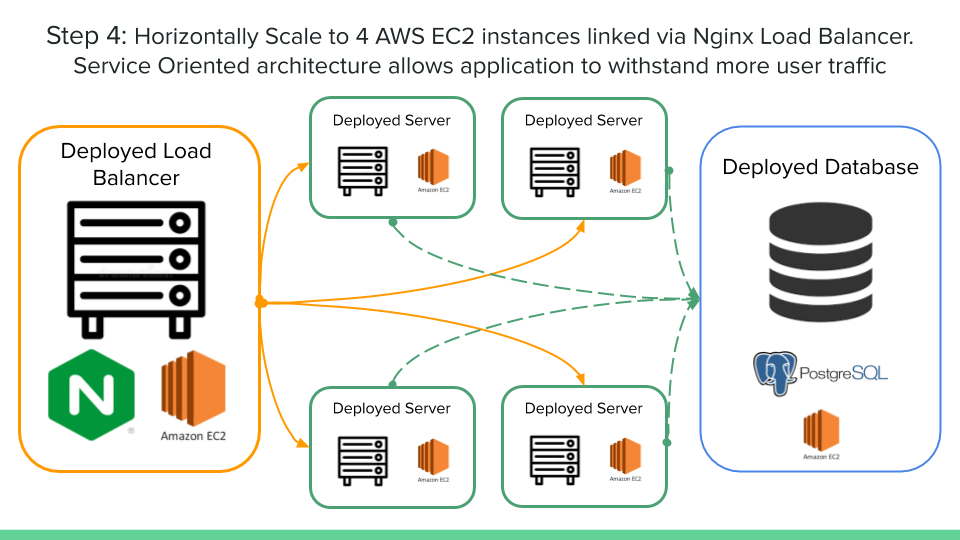 Step 4: Horizontally Scale to 4 AWS EC2 instances linked via Nginx Load Balancer.
Service Oriented architecture allows application to withstand more user traffic
Deployed Load
Balancer
N
®
Amazon EC2
Deployed Server
Amazon EC2
Deployed Server
Amazon EC2
Deployed Server
Amazon EC2
Deployed Server
Amazon EC2
Deployed Database
PostgreSQL
Amazon EC2